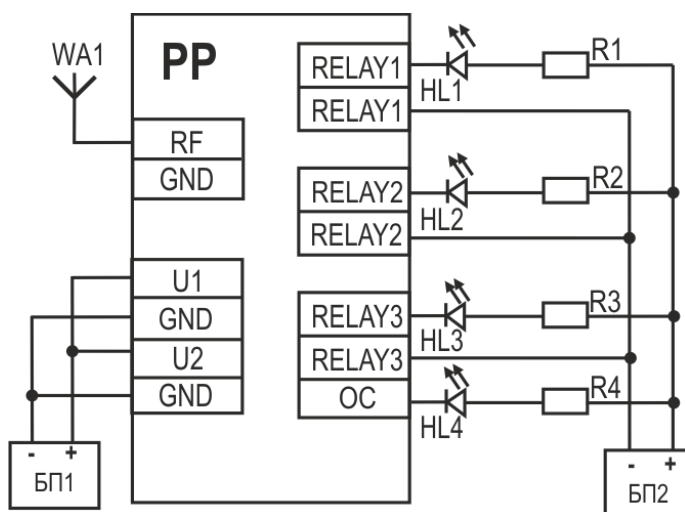 WA1
PP
RF
GND
U1
GND
U2
GND
- +
БП1
RELAY1
RELAY1
RELAY2
RELAY2
RELAY3
RELAY3
OC
HL1
R1
HL2
R2
HL3
R3
HL4
R4
- +
БП2